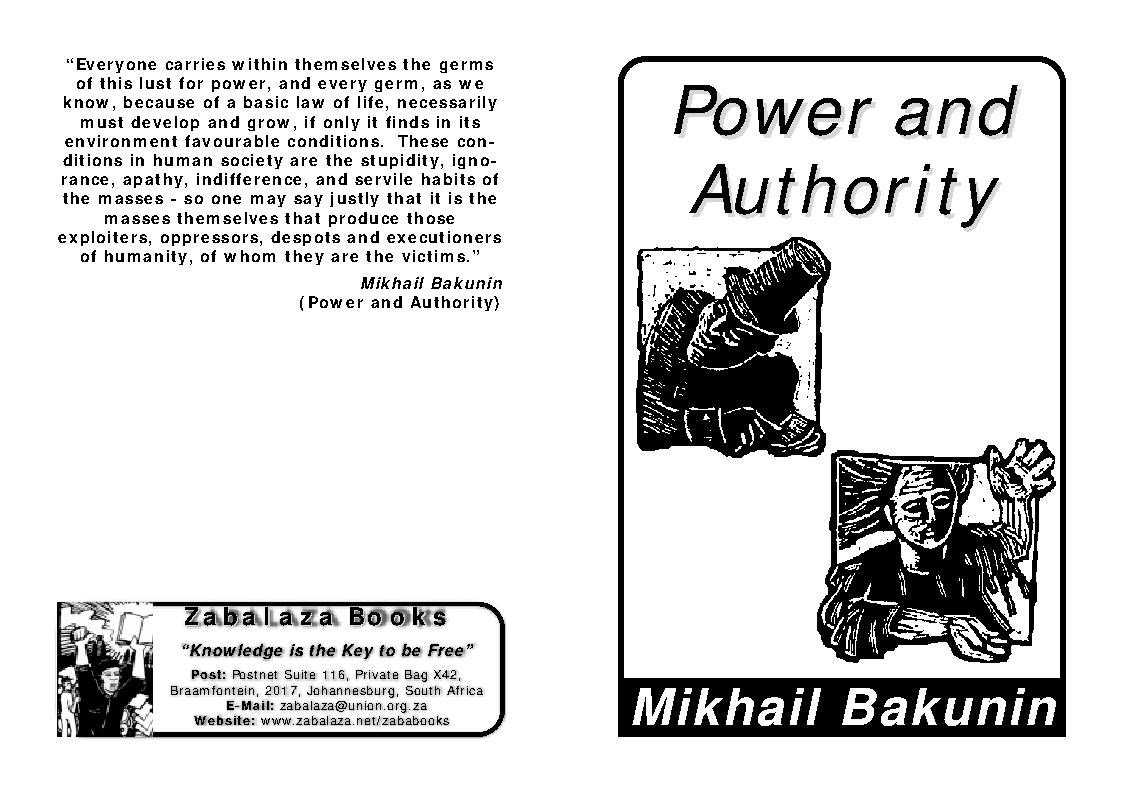 “Everyone carries within themselves the germs
of this lust for power, and every germ, as we
know, because of a basic law of life, necessarily
must develop and grow, if only it finds in its
environment favourable conditions.  These con-
ditions in human society are the stupidity, igno-
rance, apathy, indifference, and servile habits of
the masses - so one may say justly that it is the
masses themselves that produce those
exploiters, oppressors, despots and executioners
of humanity, of whom they are the victims.”
Mikhail Bakunin
(Power and Authority)
Zabalaza Books
“Knowledge is the Key to be Free”
Post: Postnet Suite 116, Private Bag X42,
Braamfontein, 2017, Johannesburg, South Africa
E-Mail: zabalaza@union.org.za
Website: www.zabalaza.net/zababooks
Power and
Authority
Mikhail Bakunin